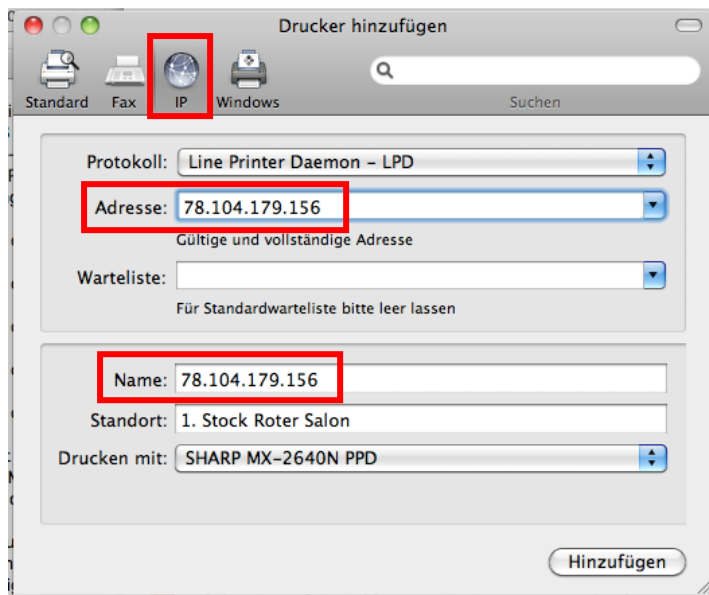 Drucker hinzufügen
Standard Fax IP Windows Suchen
Protokoll: Line Printer Daemon – LPD
Adresse: 78.104.179.156
Gültige und vollständige Adresse
Warteliste:
Für Standardwarteliste bitte leer lassen
Name: 78.104.179.156
Standort: 1. Stock Roter Salon
Drucken mit: SHARP MX-2640N PPD
Hinzufügen